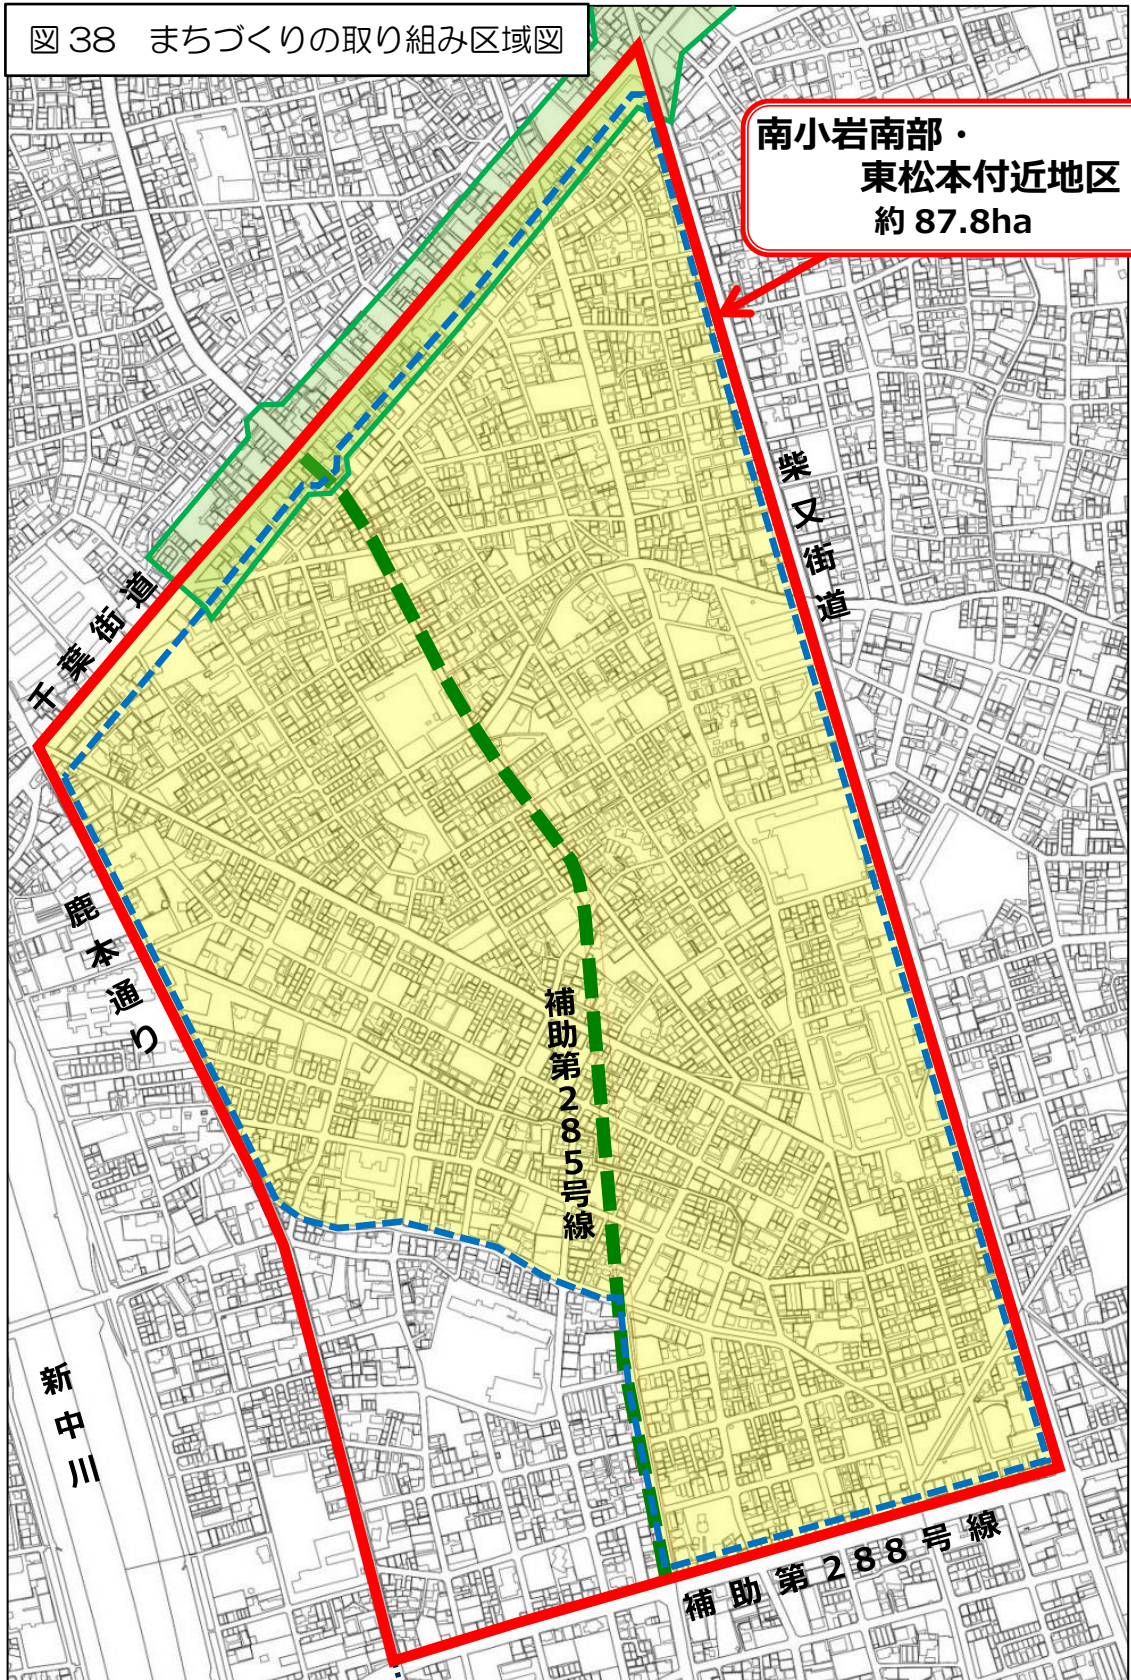 図 38　まちづくりの取り組み区域図
南小岩南部・
東松本付近地区
約 87.8ha
柴又街道
千葉街道
鹿本通り
補助第285号線
新中川
補助第288号線